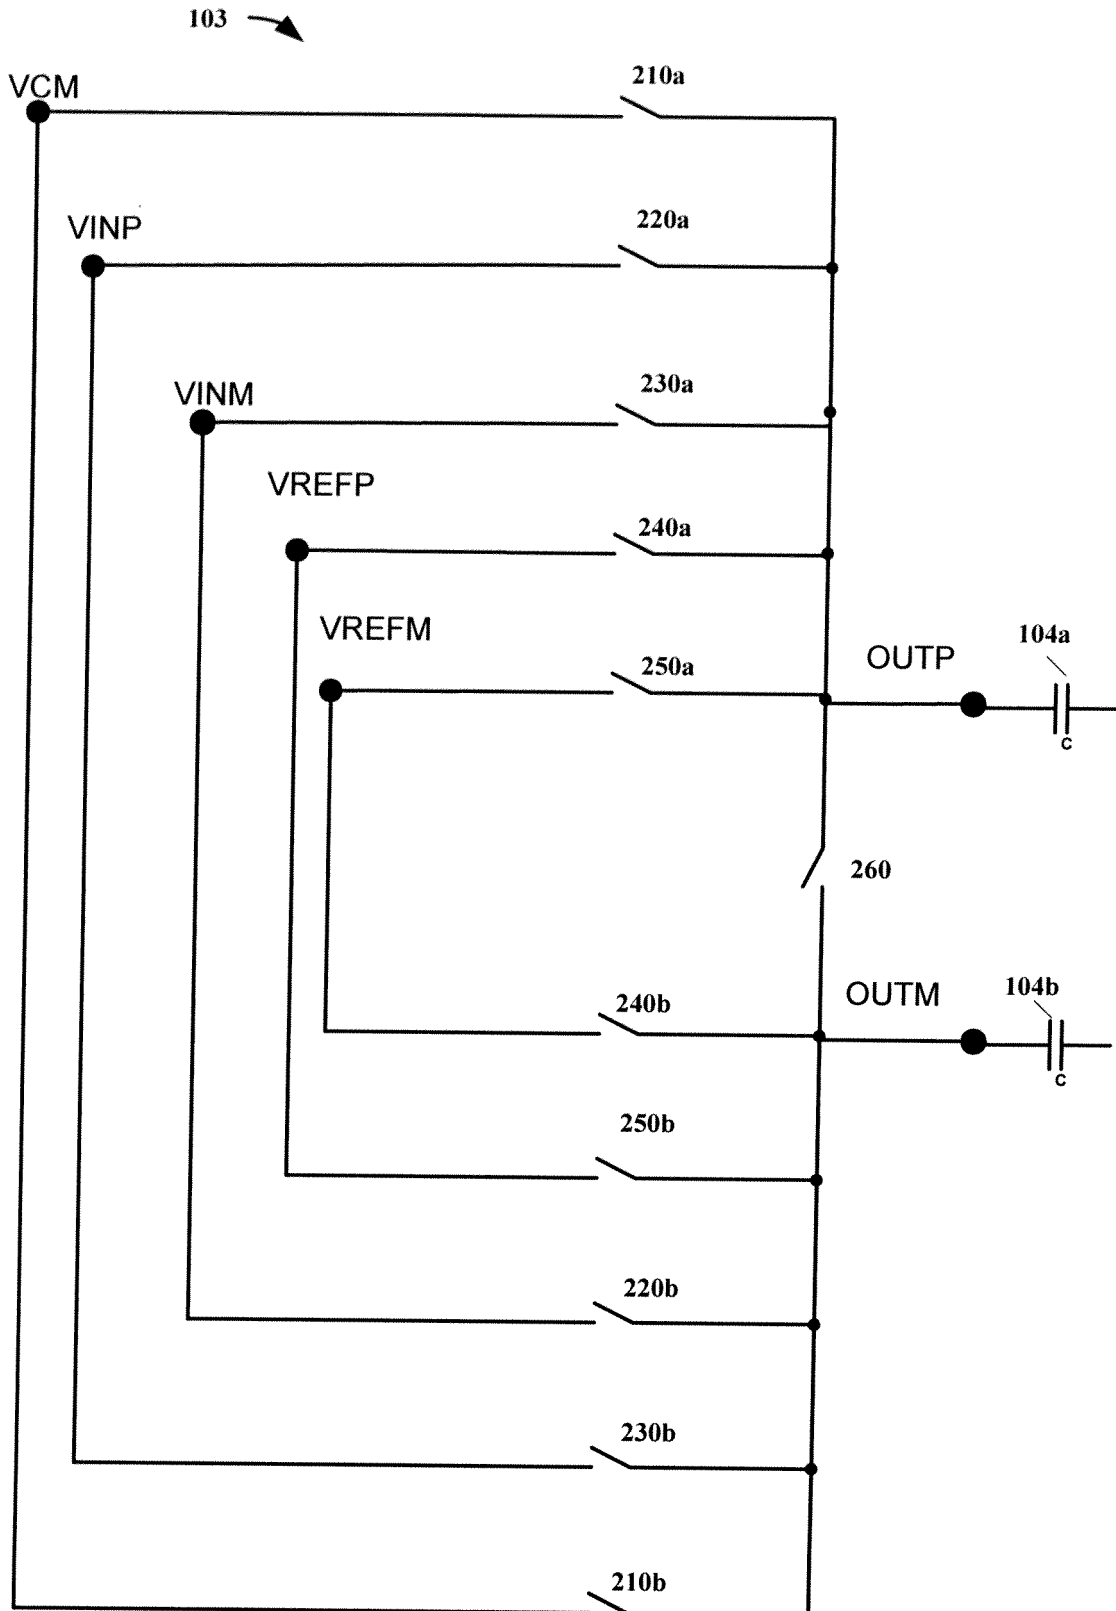 103
VCM
210a
VINP
220a
VINM
230a
VREFP
240a
VREFM
250a
OUTP
104a
C
260
OUTM
104b
C
240b
250b
220b
230b
210b